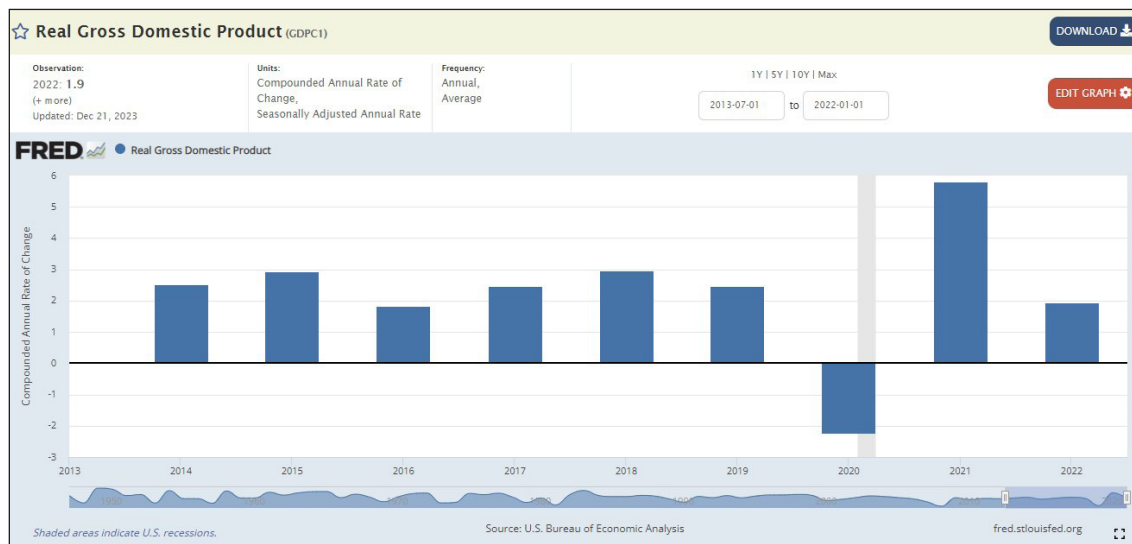 Real Gross Domestic Product (GDPC1)
DOWNLOAD
Observation:
2022: 1.9
(+ more)
Updated: Dec 21, 2023
Units:
Compounded Annual Rate of
Change,
Seasonally Adjusted Annual Rate
Frequency:
Annual,
Average
1Y | 5Y | 10Y | Max
2013-07-01 to 2022-01-01
EDIT GRAPH
FRED
Real Gross Domestic Product
Compounded Annual Rate of Change
6
5
4
3
2
1
0
-1
-2
-3
2013 2014 2015 2016 2017 2018 2019 2020 2021 2022
1950
Shaded areas indicate U.S. recessions.
Source: U.S. Bureau of Economic Analysis
fred.stlouisfed.org